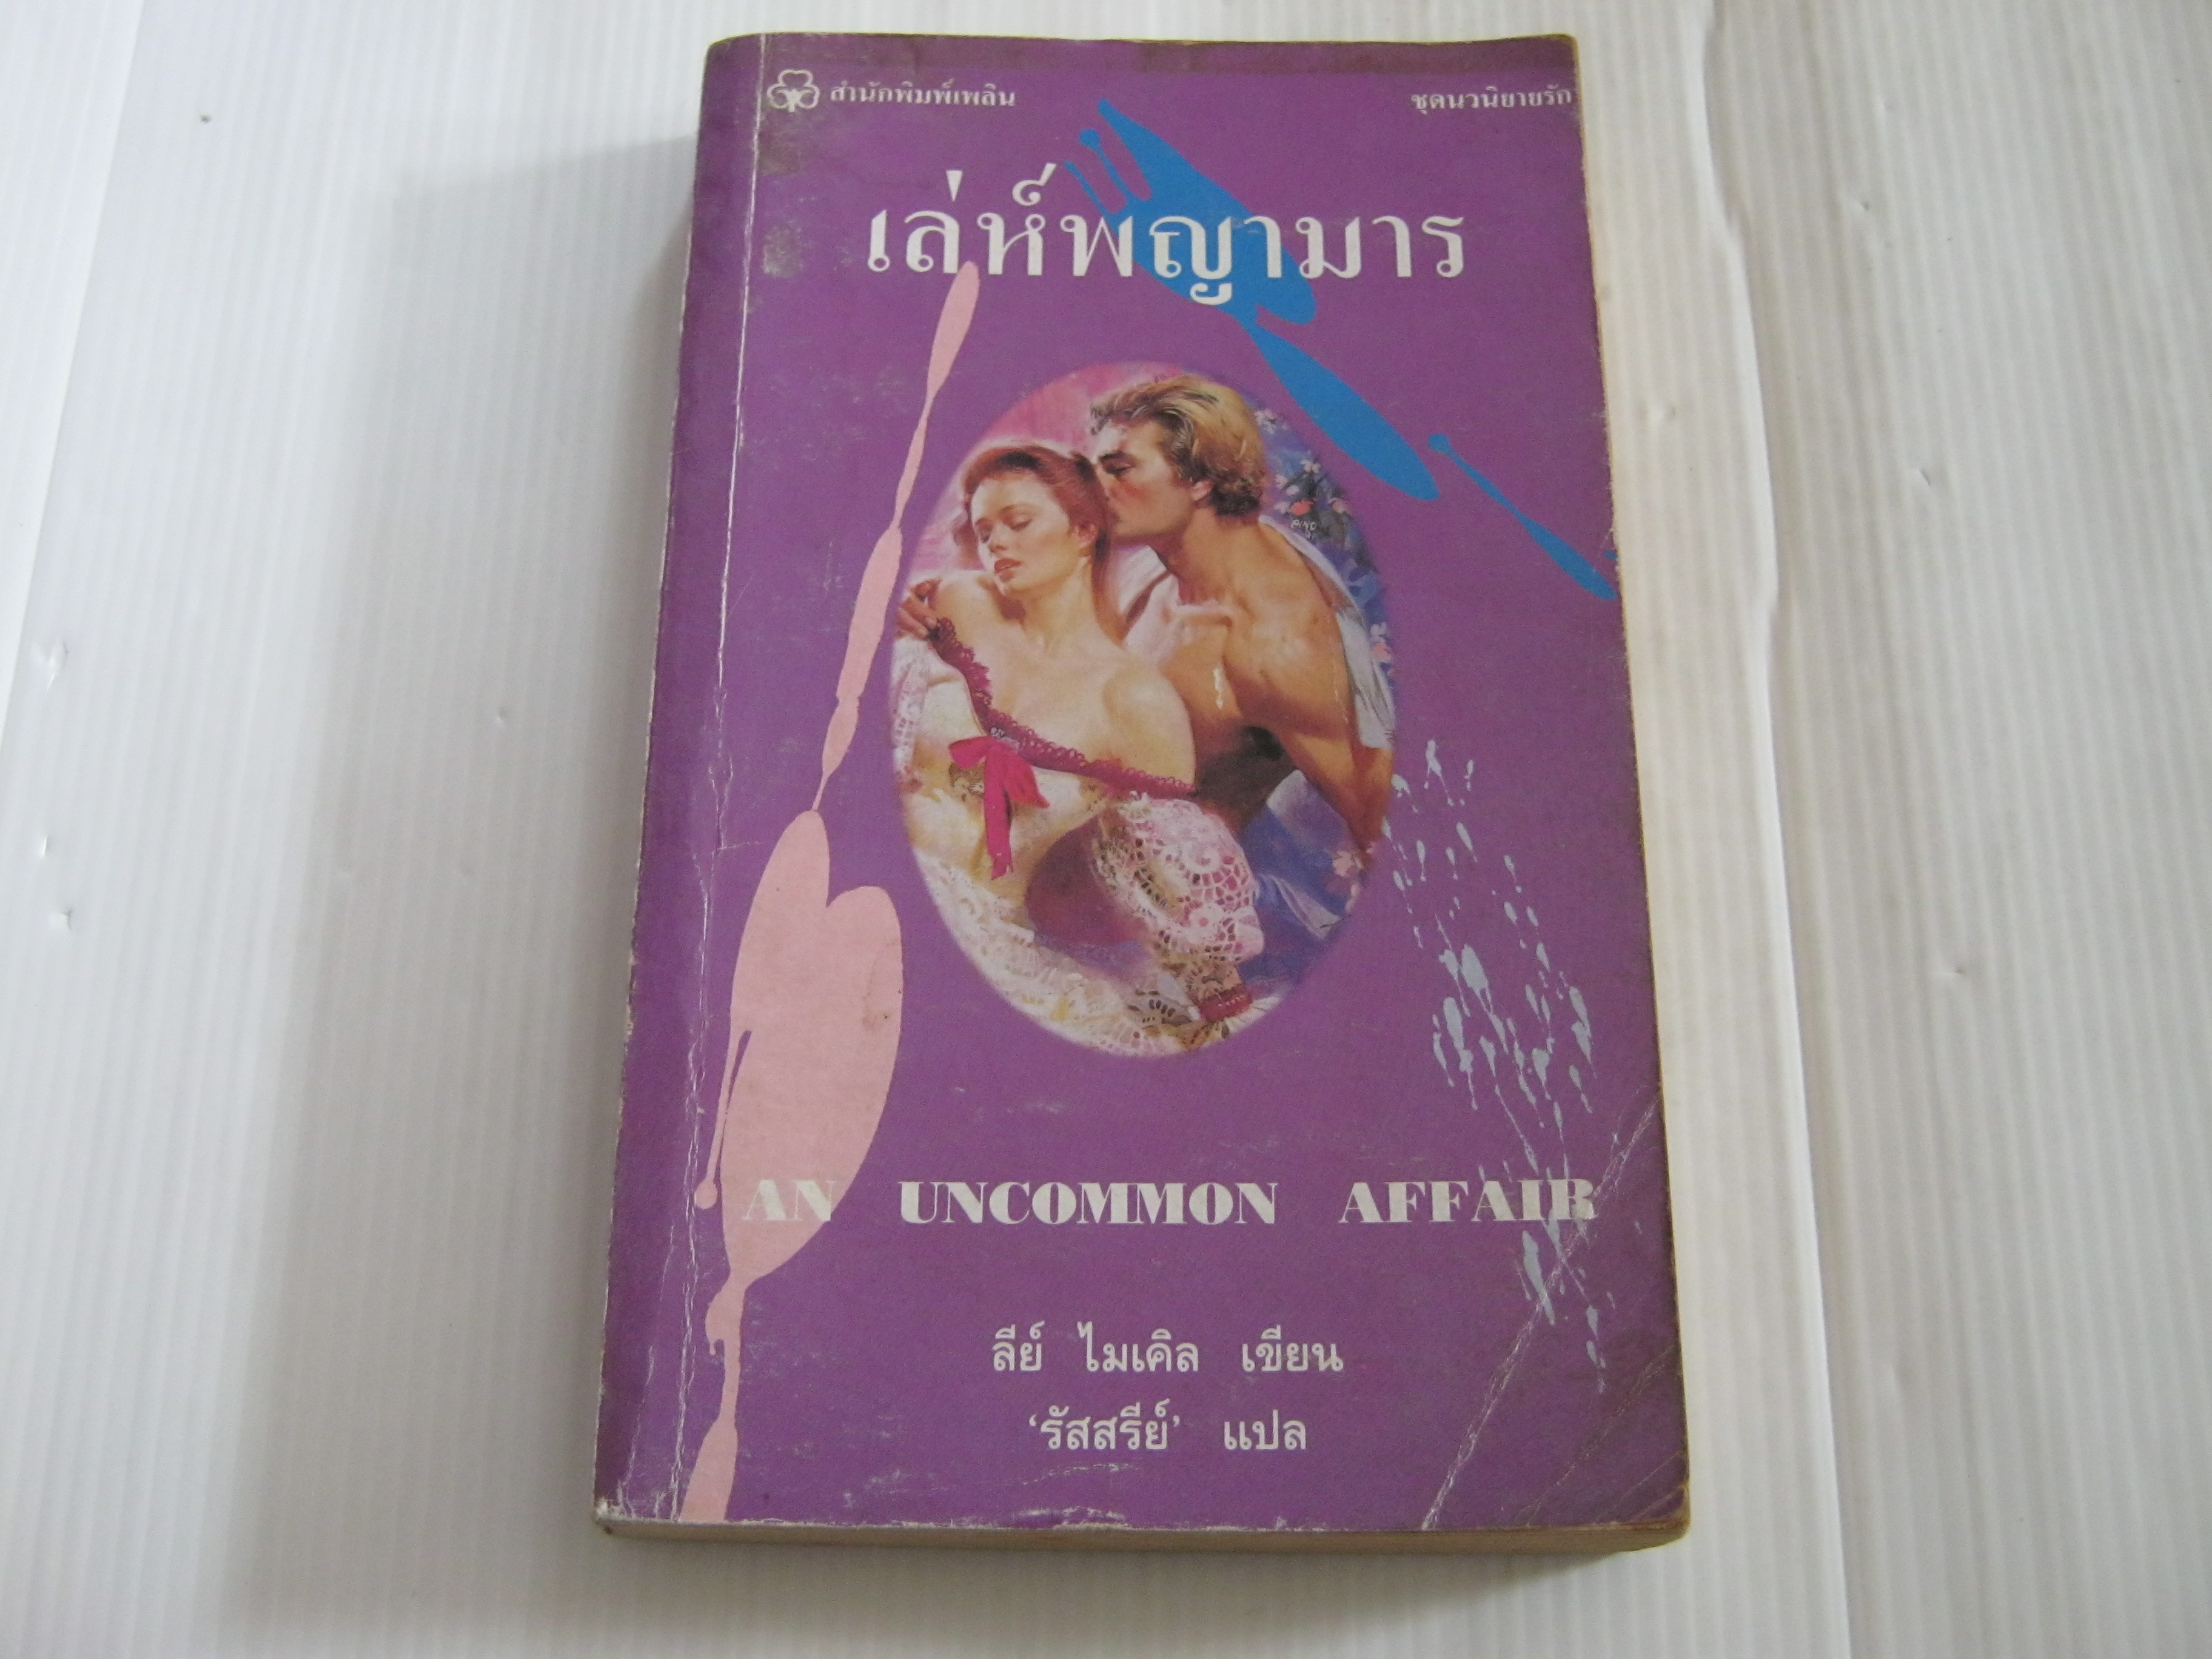 สำนักพิมพ์เพลิน
ชุดนวนิยายรัก
เล่ห์พญามาร
PINO
AN UNCOMMON AFFAIR
ลีย์ ไมเคิล เขียน
‘รัสสรีย์’ แปล